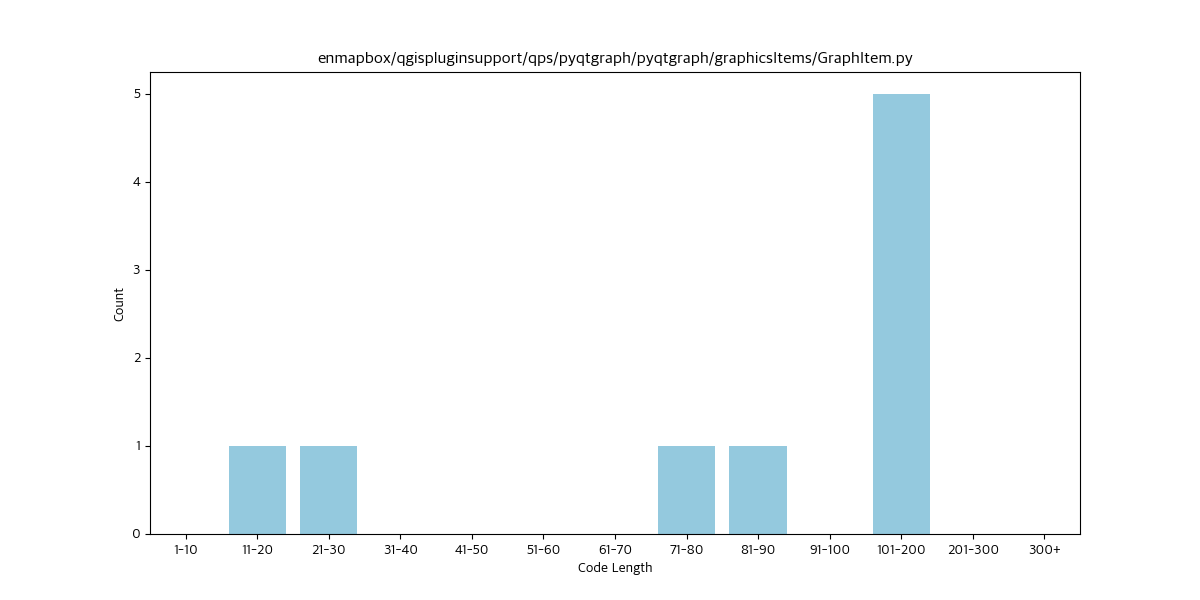 enmapbox/qgispluginsupport/qps/pyqtgraph/pyqtgraph/graphicsItems/GraphItem.py
5
4
3
2
1
0
Count
1-10 11-20 21-30 31-40 41-50 51-60 61-70 71-80 81-90 91-100 101-200 201-300 300+
Code Length